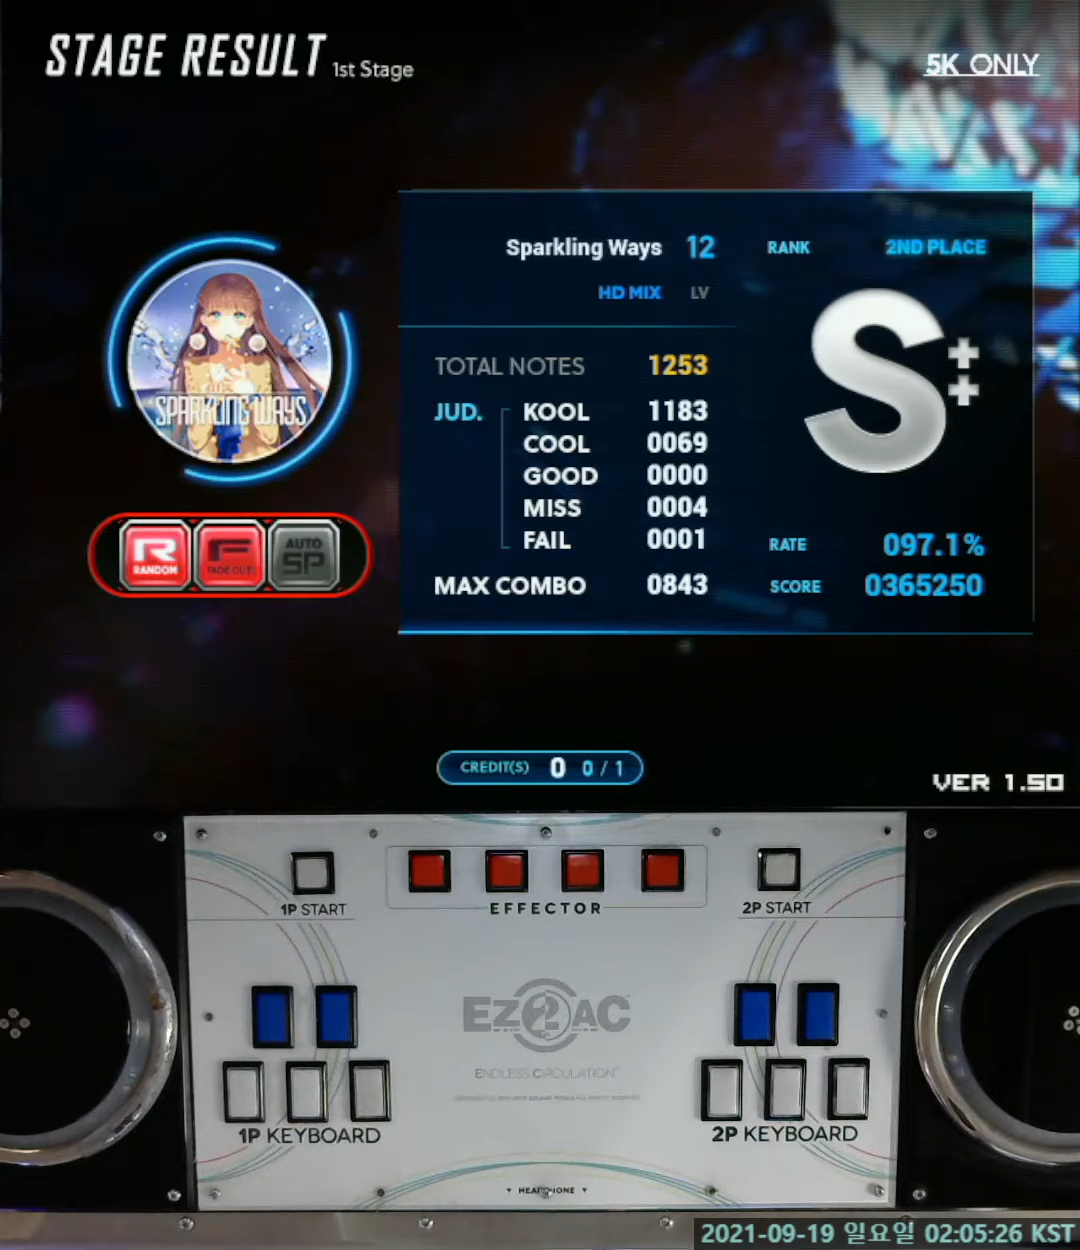 STAGE RESULT 1st Stage
5K ONLY
Sparkling Ways 12
HD MIX LV
RANK 2ND PLACE
SPARKLING WAYS
S++
TOTAL NOTES 1253
JUD.
KOOL 1183
COOL 0069
GOOD 0000
MISS 0004
FAIL 0001
MAX COMBO 0843
RATE 097.1%
SCORE 0365250
R RANDOM
F FADE OUT
AUTO SP
CREDIT(S) 0 0 / 1
VER 1.50
1P START
EFFECTOR
2P START
EZ2AC
ENDLESS CIRCULATION
1P KEYBOARD
2P KEYBOARD
▼ HEADPHONE ▼
2021-09-19 일요일 02:05:26 KST